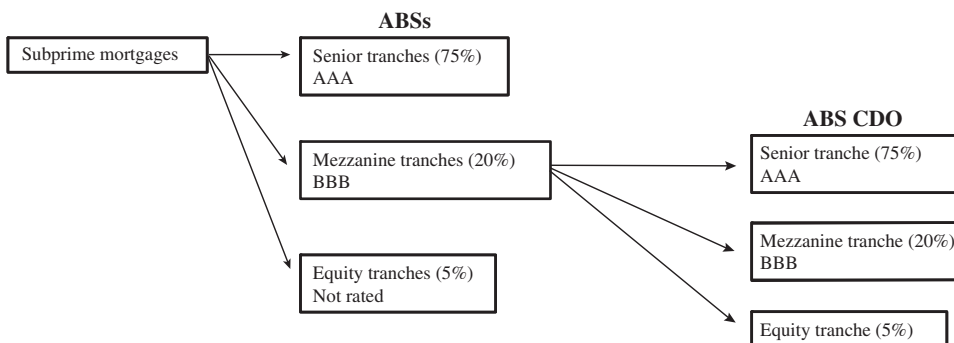 ABSs
Subprime mortgages
Senior tranches (75%)
AAA
Mezzanine tranches (20%)
BBB
Equity tranches (5%)
Not rated
ABS CDO
Senior tranche (75%)
AAA
Mezzanine tranche (20%)
BBB
Equity tranche (5%)